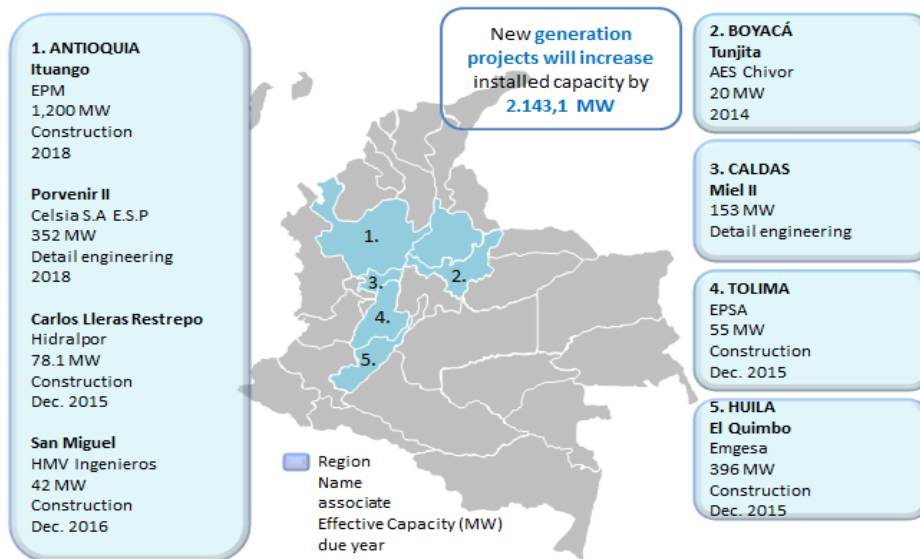 1. ANTIOQUIA
Ituango
EPM
1,200 MW
Construction
2018
Porvenir II
Celsia S.A E.S.P
352 MW
Detail engineering
2018
Carlos Lleras Restrepo
Hidralpor
78.1 MW
Construction
Dec. 2015
San Miguel
HMV Ingenieros
42 MW
Construction
Dec. 2016
New generation
projects will increase
installed capacity by
2.143,1 MW
1.
2.
3.
4.
5.
Region
Name
associate
Effective Capacity (MW)
due year
2. BOYACÁ
Tunjita
AES Chivor
20 MW
2014
3. CALDAS
Miel II
153 MW
Detail engineering
4. TOLIMA
EPSA
55 MW
Construction
Dec. 2015
5. HUILA
El Quimbo
Emgesa
396 MW
Construction
Dec. 2015